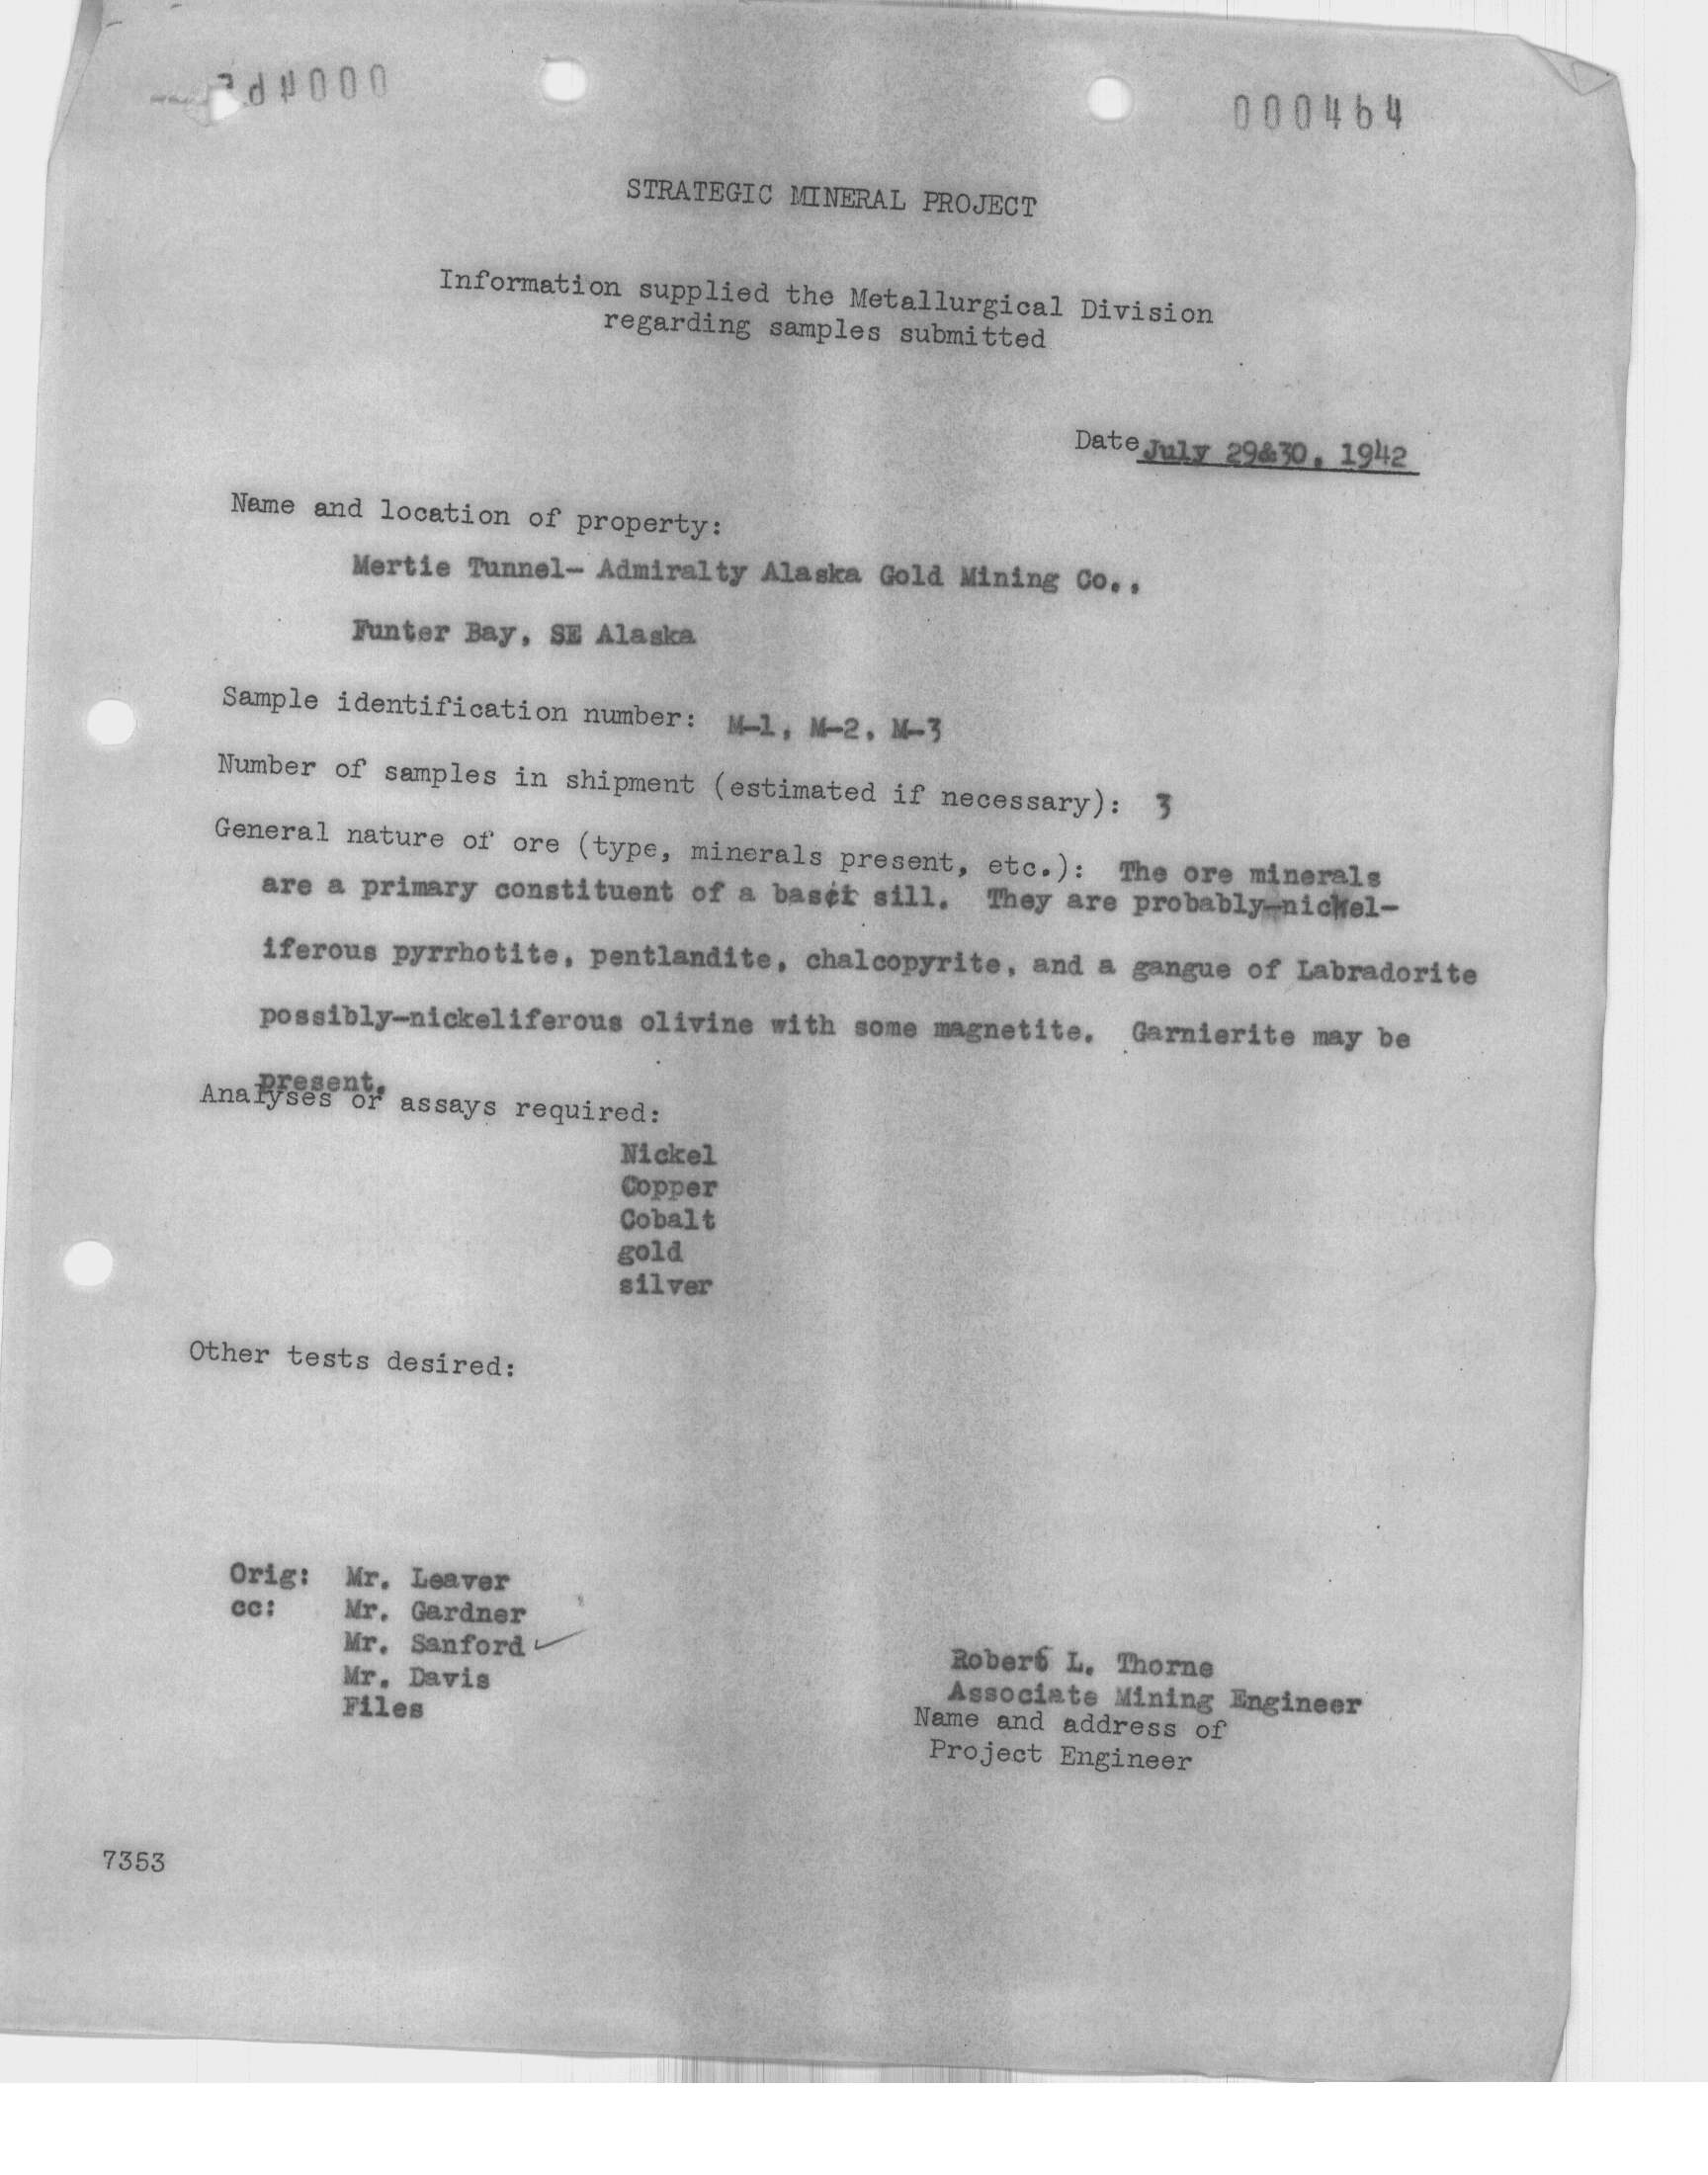 000464
STRATEGIC MINERAL PROJECT
Information supplied the Metallurgical Division
regarding samples submitted
Date July 29&30, 1942
Name and location of property:
Mertie Tunnel- Admiralty Alaska Gold Mining Co.,
Funter Bay, SE Alaska
Sample identification number: M-1, M-2, M-3
Number of samples in shipment (estimated if necessary): 3
General nature of ore (type, minerals present, etc.): The ore minerals
are a primary constituent of a sill. They are probably-nickel-
iferous pyrrhotite, pentlandite, chalcopyrite, and a gangue of Labradorite
possibly-nickeliferous olivine with some magnetite. Garnierite may be
present.
Analyses or assays required:
Nickel
Copper
Cobalt
gold
silver
Other tests desired:
Orig: Mr. Leaver
cc: Mr. Gardner
Mr. Sanford
Mr. Davis
Files
Robert L. Thorne
Associate Mining Engineer
Name and address of
Project Engineer
7353